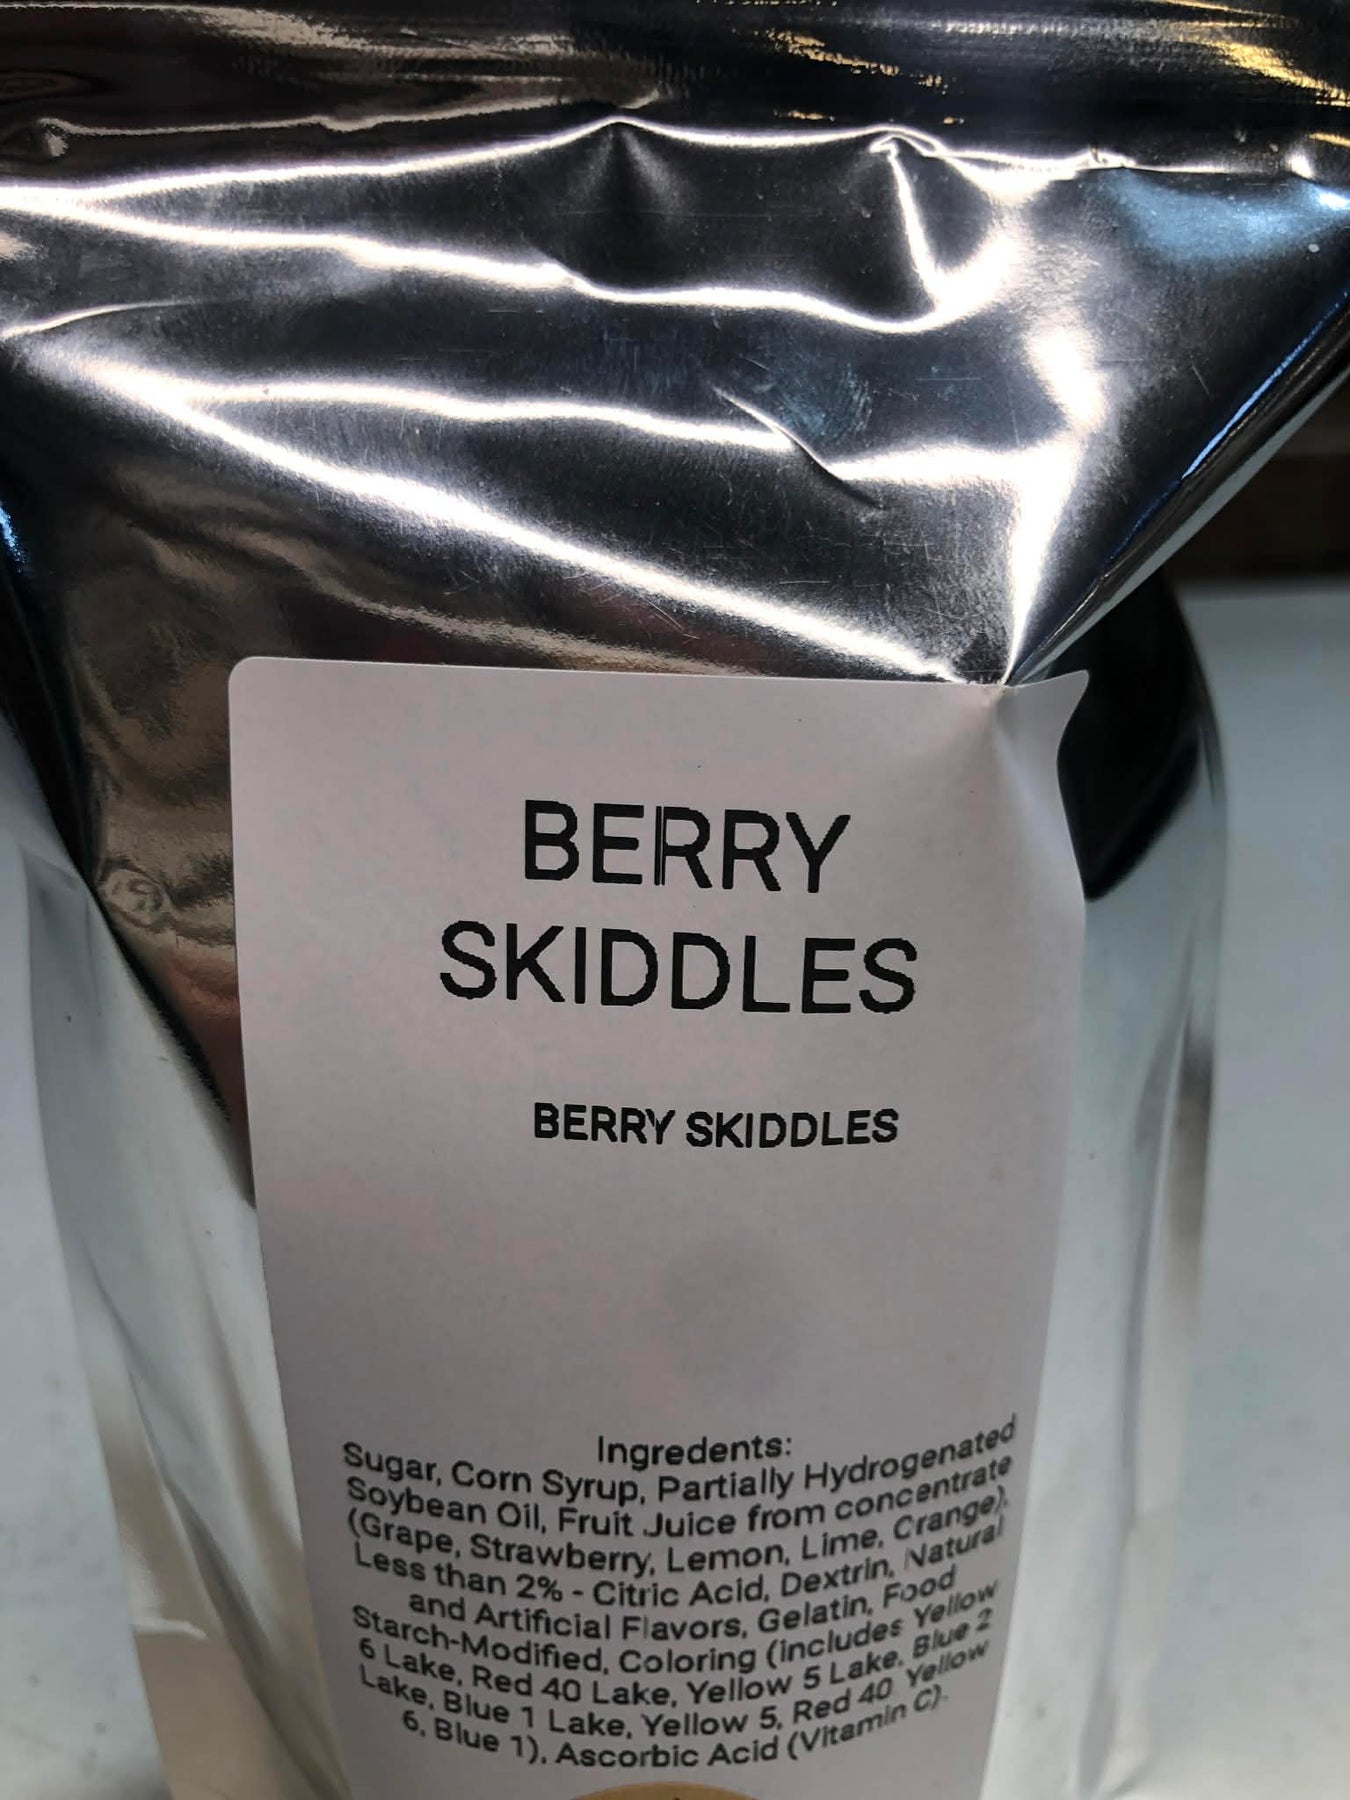 BERRY
SKIDDLES
BERRY SKIDDLES
Ingredents:
Sugar, Corn Syrup, Partially Hydrogenated
Soybean Oil, Fruit Juice from concentrate
(Grape, Strawberry, Lemon, Lime, Orange).
Less than 2% - Citric Acid, Dextrin, Natural
and Artificial Flavors, Gelatin, Food
Starch-Modified, Coloring (includes Yellow
6 Lake, Red 40 Lake, Yellow 5 Lake, Blue 2
Lake, Blue 1 Lake, Yellow 5, Red 40 Yellow
6, Blue 1), Ascorbic Acid (Vitamin C).